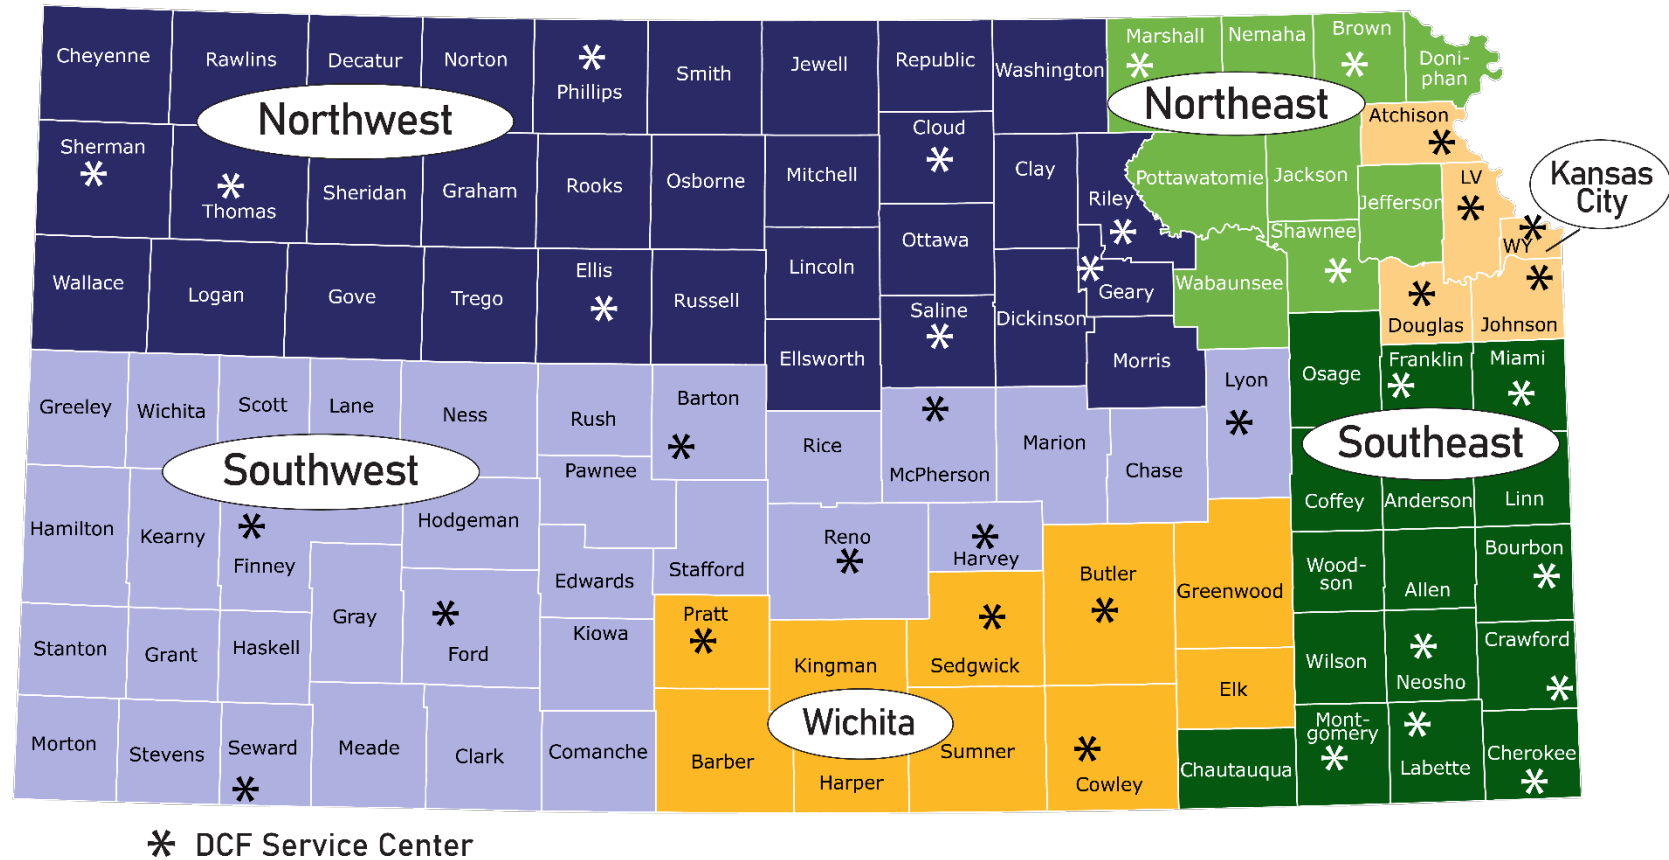 Cheyenne
Rawlins
Decatur
Norton
Phillips
Smith
Jewell
Republic
Washington
Marshall
Nemaha
Brown
Doni-
phan
Northwest
Northeast
Sherman
Thomas
Sheridan
Graham
Rooks
Osborne
Mitchell
Cloud
Clay
Riley
Pottawatomie
Jackson
Atchison
Jefferson
LV
Kansas
City
WY
Wallace
Logan
Gove
Trego
Ellis
Russell
Lincoln
Ottawa
Saline
Dickinson
Geary
Wabaunsee
Shawnee
Douglas
Johnson
Ellsworth
Morris
Greeley
Wichita
Scott
Lane
Ness
Rush
Barton
Rice
McPherson
Marion
Chase
Lyon
Osage
Franklin
Miami
Southwest
Southeast
Pawnee
Hamilton
Kearny
Finney
Hodgeman
Edwards
Stafford
Reno
Harvey
Butler
Greenwood
Coffey
Anderson
Linn
Wood-
son
Allen
Bourbon
Stanton
Grant
Haskell
Gray
Ford
Kiowa
Pratt
Kingman
Sedgwick
Elk
Wilson
Neosho
Crawford
Wichita
Morton
Stevens
Seward
Meade
Clark
Comanche
Barber
Harper
Sumner
Cowley
Chautauqua
Mont-
gomery
Labette
Cherokee
DCF Service Center